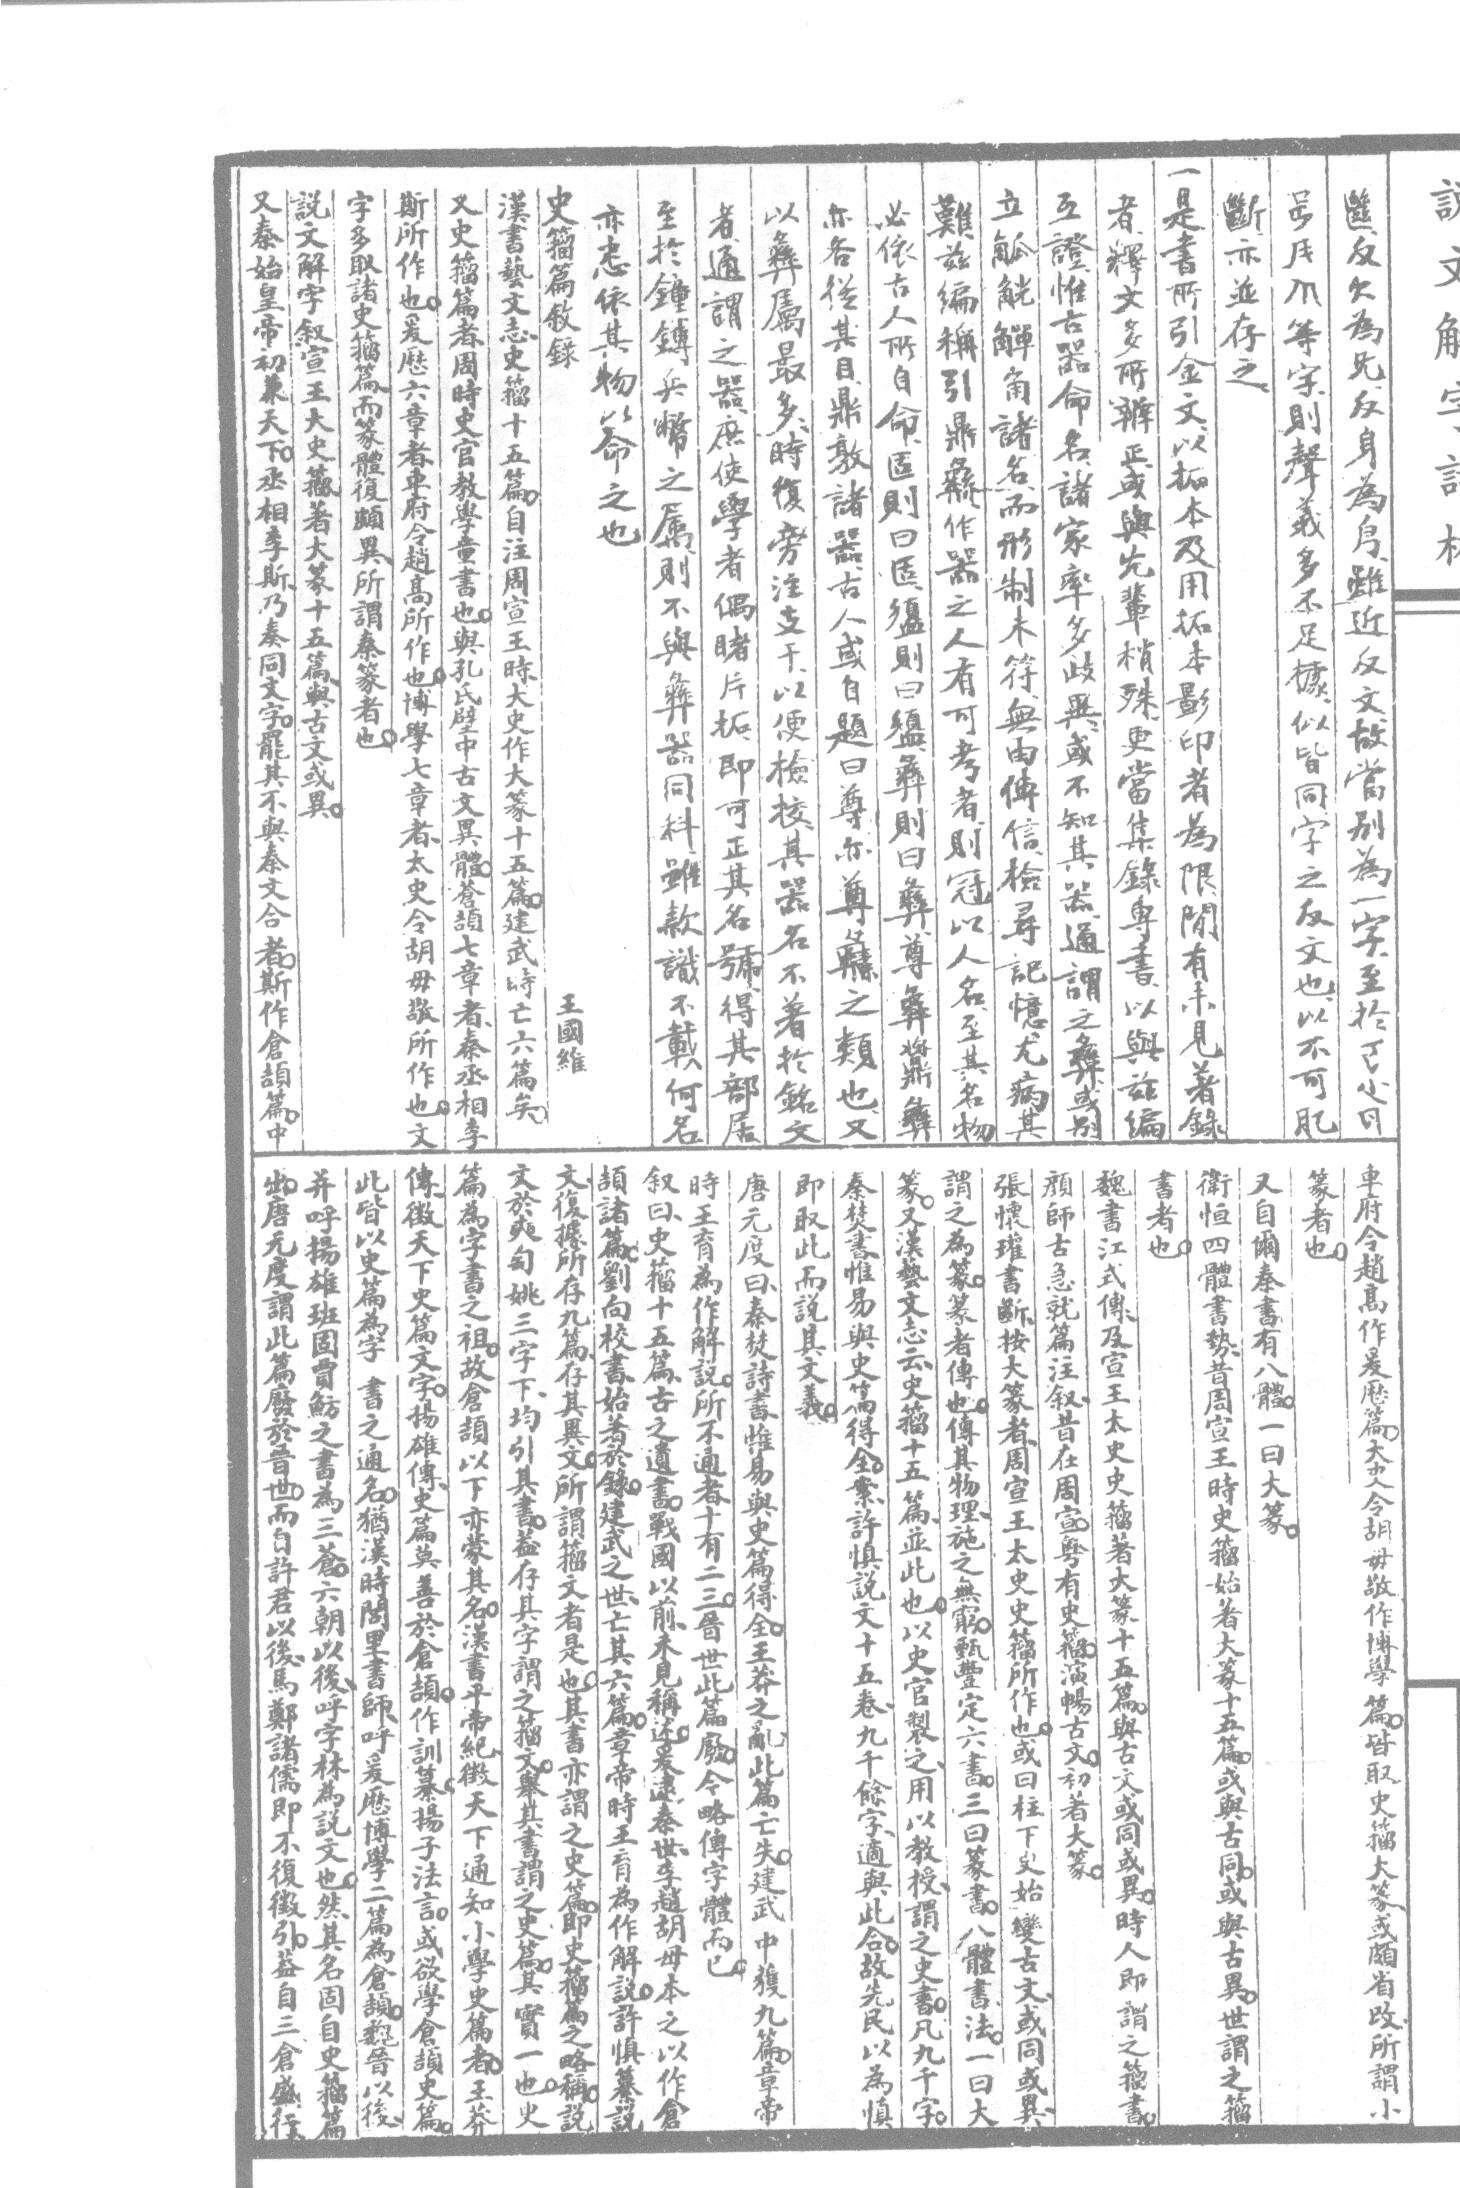 説文解字詁林
反欠為旡、反身為㐆、雖近反文、故當別為一字、至於
等字、則聲義多不足據、似皆同字之反文也、以不可肊
斷、亦並存之、
一是書所引金文、以拓本及用拓本影印者為限、閒有未見著錄
者、釋文多所辨正、或與先輩稍殊、更當集錄專書、以與茲編
互證、惟古器命名、諸家率多歧異、或不知其器、通謂之彝、或別
立觚觥觶角諸名、而形制未符、無由傳信、檢尋記憶、尤病其
難、茲編稱引鼎彝、作器之人有可考者、則冠以人名、至其名物
必依古人所自命、匜則曰匜、簠則曰簠、彝則曰彝、尊彝鼎彝
亦各從其目、鼎敦諸器、古人或自題曰尊、亦尊彝之類也、又
以彝屬最多、時復旁注支干、以便檢校、其器名不著於銘文
者、通謂之器、庶使學者偶睹片拓、即可正其名號、得其部居
至於鐘鎛兵幣之屬、則不與彝器同科、雖款識不載、何名
亦悉依其物以命之也
史籀篇敘錄
王國維
漢書藝文志、史籀十五篇。自注周宣王時、大史作大篆十五篇。建武時亡六篇矣。
又史籀篇者、周時史官教學童書也。與孔氏壁中古文異體。蒼頡七章者、秦丞相李
斯所作也。爰歷六章者、車府令趙高所作也。博學七章者、太史令胡毋敬所作也。文
字多取諸史籀篇、而篆體復頗異、所謂秦篆者也。
説文解字叙、宣王大史籀、著大篆十五篇、與古文或異。
又秦始皇帝初兼天下。丞相李斯、乃奏同文字。罷其不與秦文合者。斯作倉頡篇。中
車府令趙高作爰歷篇。大史令胡毋敬作博學篇。皆取史籀大篆、或頗省改、所謂小
篆者也。
又自爾秦書有八體。一曰大篆。
衛恒四體書勢、昔周宣王時史籀、始著大篆十五篇。或與古同。或與古異。世謂之籀
書者也。
魏書江式傳、及宣王太史史籀著大篆十五篇。與古文或同或異。時人即謂之籀書。
顏師古急就篇注叙、昔在周宣、粵有史籀。演暢古文。初著大篆。
張懷瓘書斷、按大篆者、周宣王太史史籀所作也。或曰柱下史始變古文、或同或異、
謂之為篆。篆者傳也。傳其物理、施之無窮。甄豐定六書。三曰篆書。八體書法。一曰大
篆。又漢藝文志云、史籀十五篇、並此也。以史官製之、用以教授、謂之史書。凡九千字。
秦焚書、惟易與史篇得全。案許慎説文十五卷、九千餘字、適與此合。故先民以為慎
即取此而説其文義。
唐元度曰、秦焚詩書、惟易與史篇得全。王莽之亂、此篇亡失。建武中獲九篇。章帝
時王育為作解説。所不通者十有二三。晉世此篇廢。今略傳字體而已。
叙曰、史籀十五篇、古之遺書。戰國以前、未見稱述。爰逮秦世、李趙胡毋、本之以作倉
頡諸篇。劉向校書、始著於錄。建武之世、亡其六篇。章帝時王育為作解説。許慎纂説
文、復據所存九篇、存其異文。所謂籀文者是也。其書亦謂之史篇。即史籀篇之略稱。説
文於奭匋姚三字下、均引其書。蓋存其字謂之籀文。舉其書謂之史篇。其實一也。史
篇為字書之祖。故倉頡以下亦蒙其名。漢書平帝紀、徵天下通知小學史篇者。王莽
傳、徵天下史篇文字。揚雄傳、史篇莫善於倉頡。作訓纂。揚子法言。或欲學倉頡史篇。
此皆以史篇為字書之通名。猶漢時閭里書師、呼爰歷博學二篇為倉頡。魏晉以後、
并呼揚雄班固賈魴之書為三蒼。六朝以後、呼字林為説文也。然其名固自史籀篇
出。唐元度謂此篇廢於晉世。而自許君以後、馬鄭諸儒即不復徵引。蓋自三倉盛行、